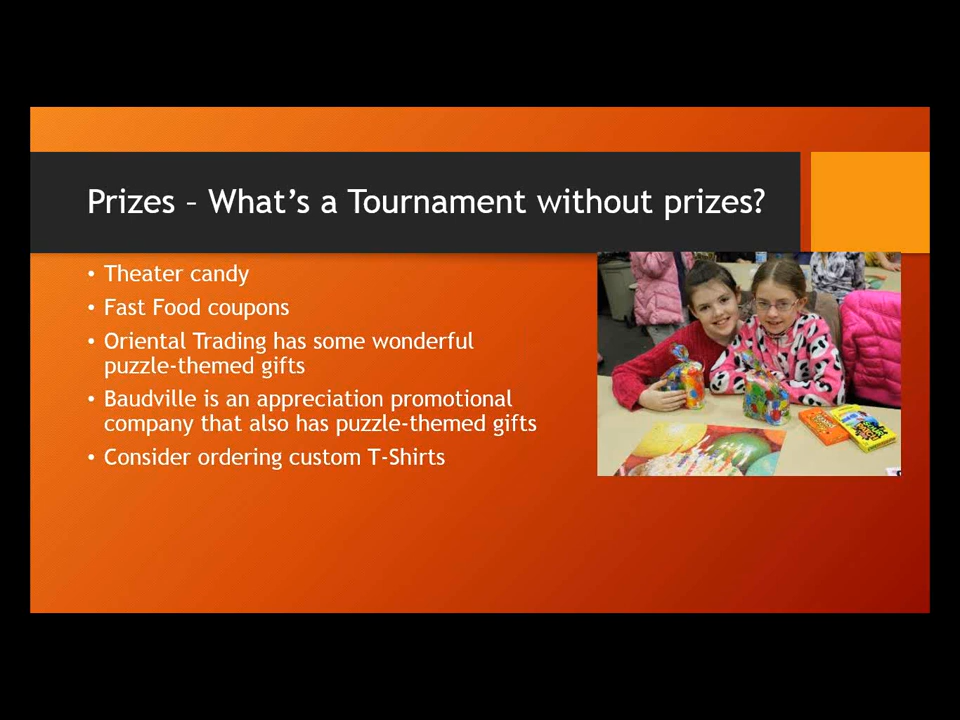 Prizes – What's a Tournament without prizes?
• Theater candy
• Fast Food coupons
• Oriental Trading has some wonderful
puzzle-themed gifts
• Baudville is an appreciation promotional
company that also has puzzle-themed gifts
• Consider ordering custom T-Shirts